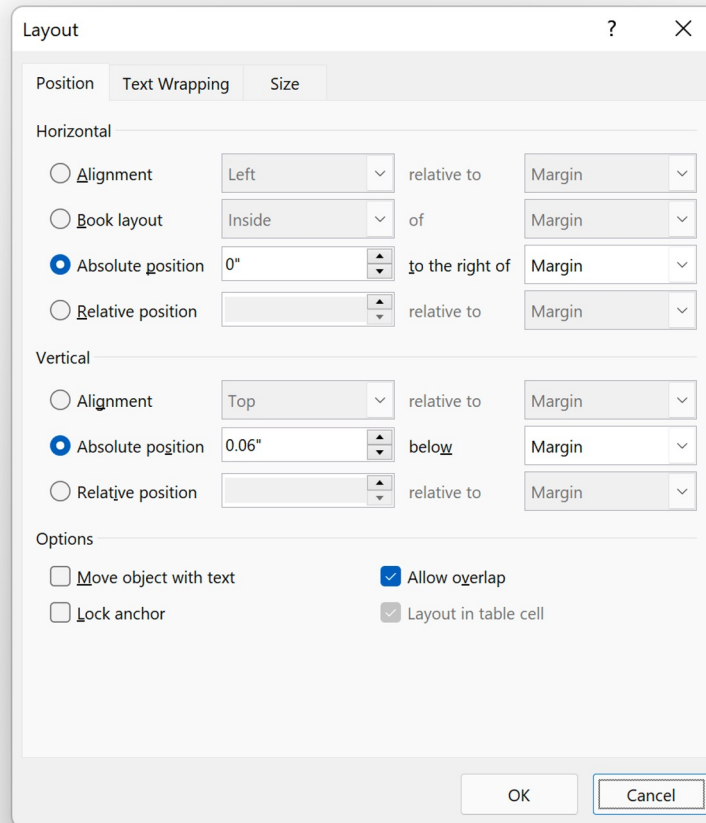 Layout ?
Position Text Wrapping Size
Horizontal
Alignment Left relative to Margin
Book layout Inside of Margin
Absolute position 0" to the right of Margin
Relative position relative to Margin
Vertical
Alignment Top relative to Margin
Absolute position 0.06" below Margin
Relative position relative to Margin
Options
Move object with text Allow overlap
Lock anchor Layout in table cell
OK Cancel